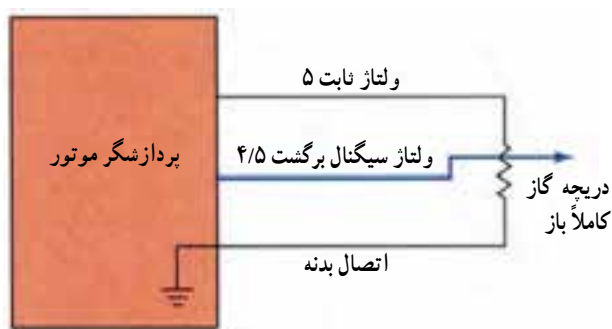 ولتاژ ثابت ۵
پردازشگر موتور
ولتاژ سیگنال برگشت ۴/۵
دریچه گاز
کاملاً باز
اتصال بدنه